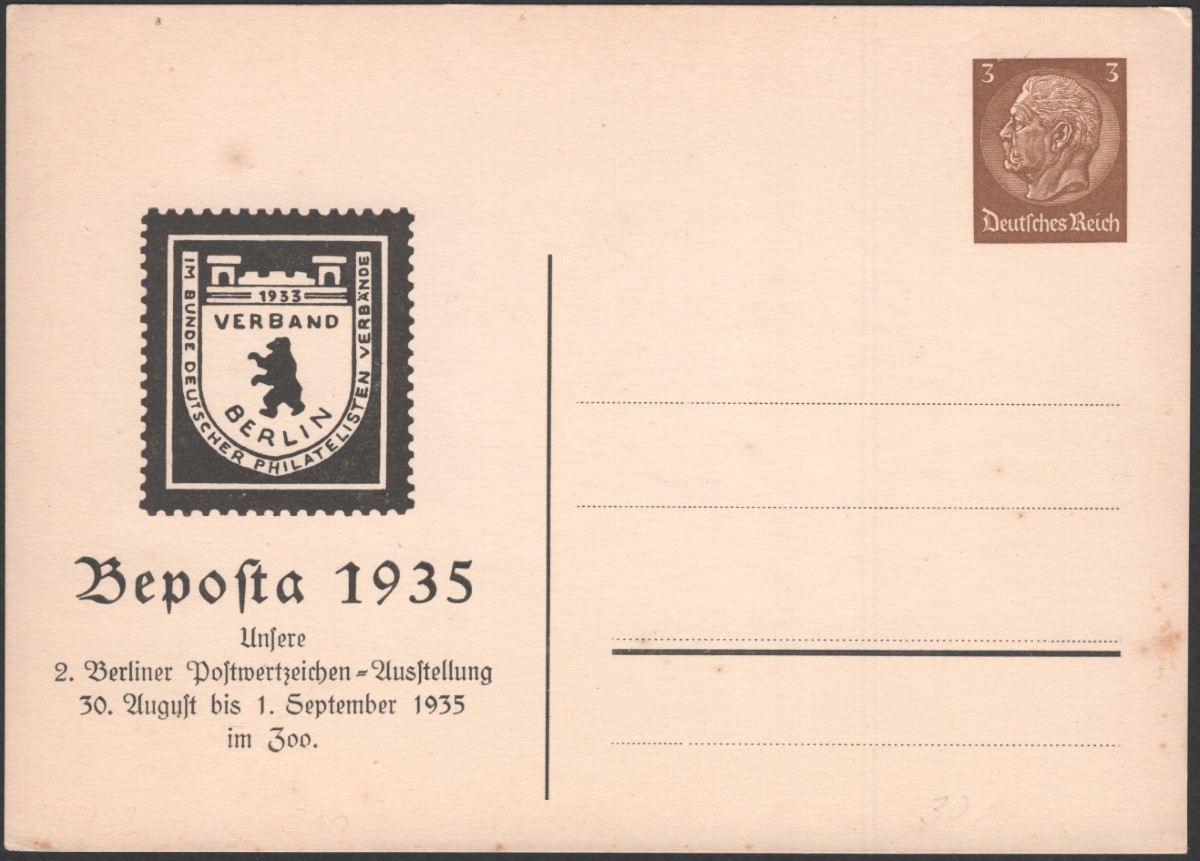 3 3
Deutsches Reich
1933
VERBAND
BERLIN
IM BUNDE DEUTSCHER PHILATELISTEN VERBÄNDE
Beposta 1935
Unsere
2. Berliner Postwertzeichen-Ausstellung
30. August bis 1. September 1935
im Zoo.